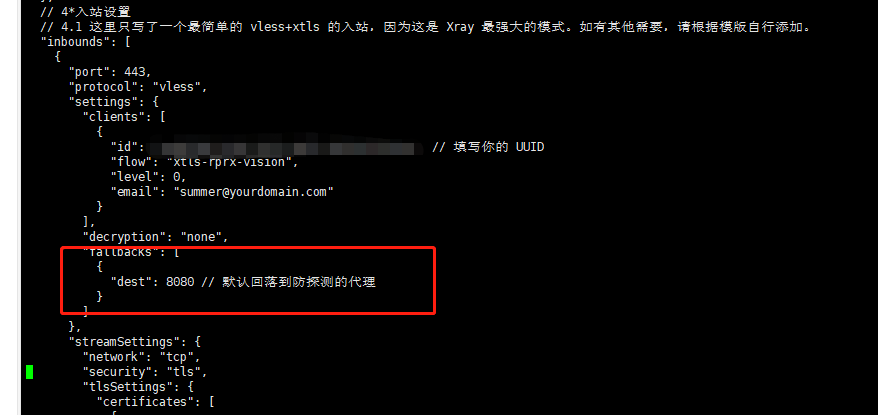 // 4*入站设置
// 4.1 这里只写了一个最简单的 vless+xtls 的入站，因为这是 Xray 最强大的模式。如有其他需要，请根据模版自行添加。
"inbounds": [
{
"port": 443,
"protocol": "vless",
"settings": {
"clients": [
{
"id": // 填写你的 UUID
"flow": "xtls-rprx-vision",
"level": 0,
"email": "summer@yourdomain.com"
}
],
"decryption": "none",
"fallbacks": [
{
"dest": 8080 // 默认回落到防探测的代理
}
]
},
"streamSettings": {
"network": "tcp",
"security": "tls",
"tlsSettings": {
"certificates": [